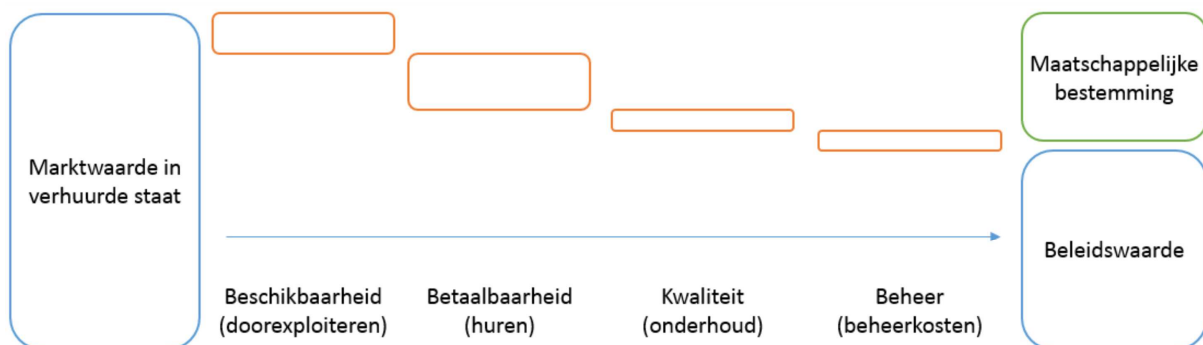 Marktwaarde in
verhuurde staat
Beschikbaarheid
(doorexploiteren)
Betaalbaarheid
(huren)
Kwaliteit
(onderhoud)
Beheer
(beheerkosten)
Maatschappelijke
bestemming
Beleidswaarde